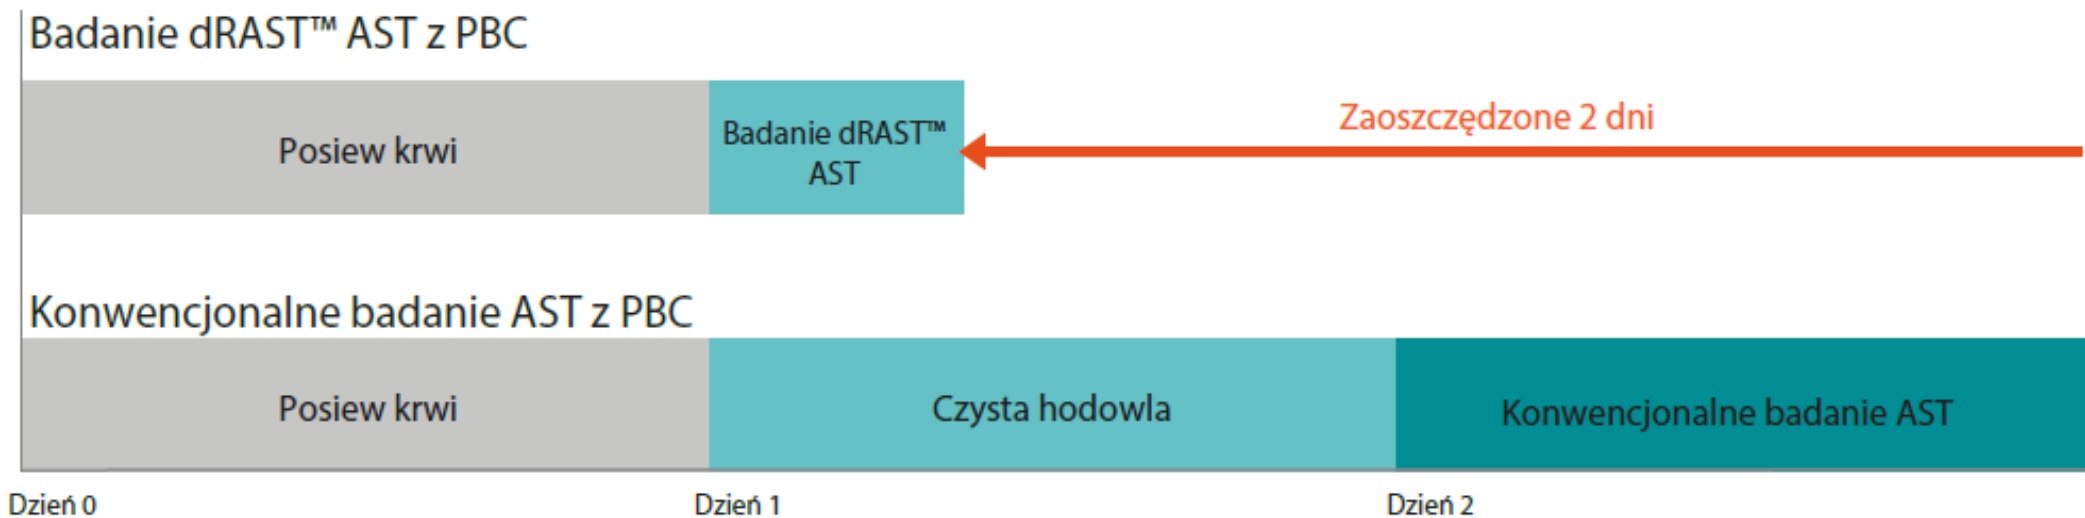 Badanie dRAST™ AST z PBC
Posiew krwi
Badanie dRAST™
AST
Zaoszczędzone 2 dni
Konwencjonalne badanie AST z PBC
Posiew krwi
Czysta hodowla
Konwencjonalne badanie AST
Dzień 0
Dzień 1
Dzień 2